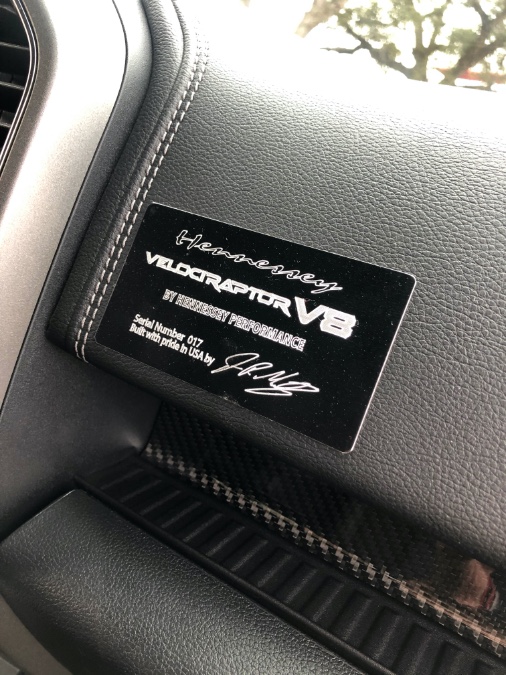 Hennessey
VELOCIRAPTOR V8
BY HENNESSEY PERFORMANCE
Serial Number 017
Built with pride in USA by